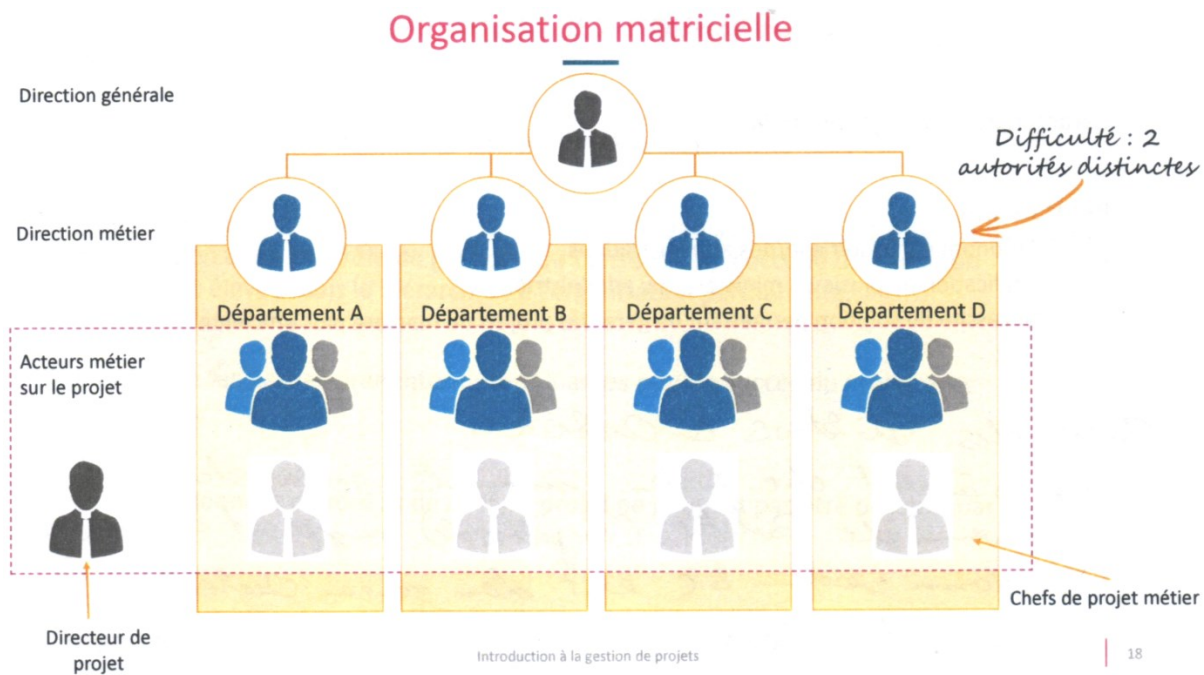 Organisation matricielle
Direction générale
Difficulté : 2
autorités distinctes
Direction métier
Département A
Département B
Département C
Département D
Acteurs métier
sur le projet
Chefs de projet métier
Directeur de
projet
Introduction à la gestion de projets
18